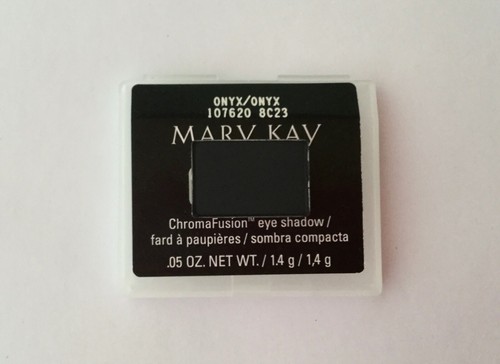 ONYX/ONYX
107620 8C23
MARY KAY
ChromaFusion™ eye shadow /
fard à paupières / sombra compacta
.05 OZ. NET WT. / 1.4 g / 1,4 g